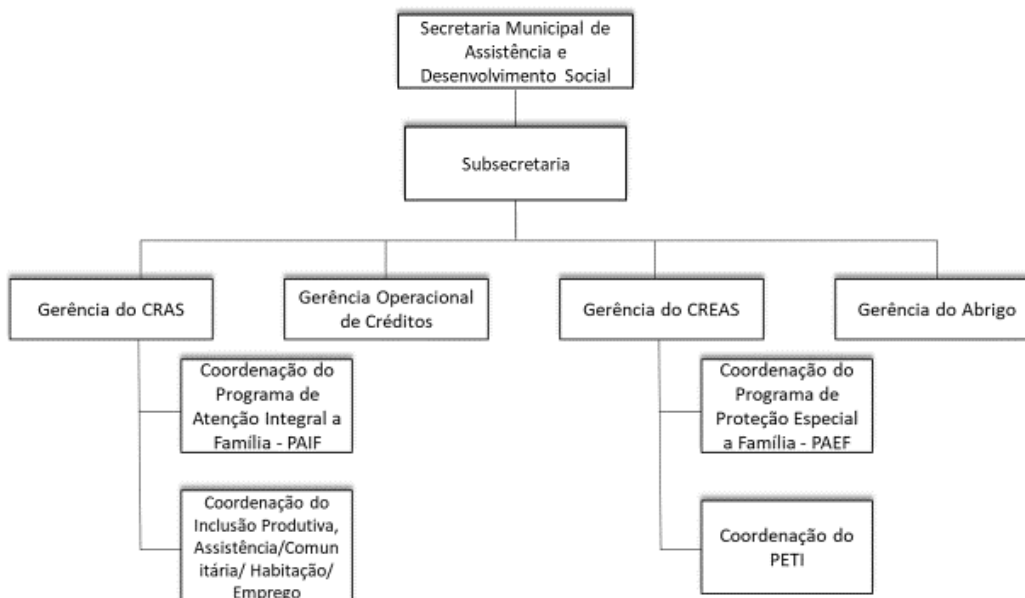 Secretaria Municipal de
Assistência e
Desenvolvimento Social
Subsecretaria
Gerência do CRAS
Gerência Operacional
de Créditos
Gerência do CREAS
Gerência do Abrigo
Coordenação do
Programa de
Atenção Integral a
Família - PAIF
Coordenação do
Programa de
Proteção Especial
a Família - PAEF
Coordenação do
Inclusão Produtiva,
Assistência/Comun
itária/ Habitação/
Emprego
Coordenação do
PETI